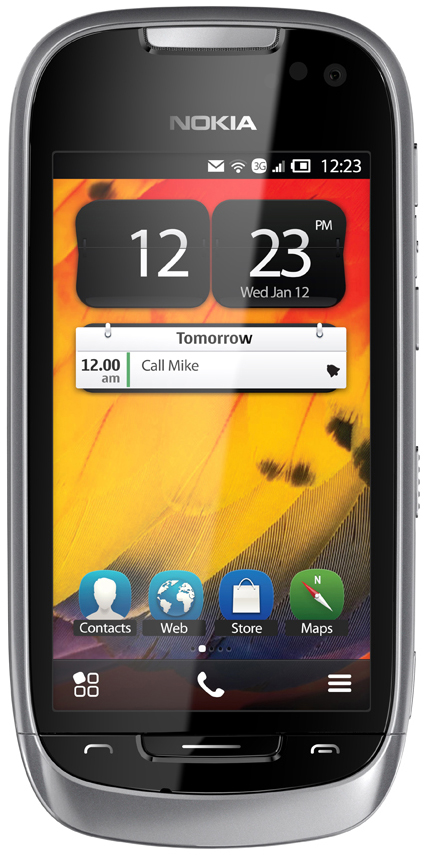 NOKIA
3G 12:23
12 23 PM
Wed Jan 12
Tomorrow
12.00 am Call Mike
N
Contacts Web Store Maps